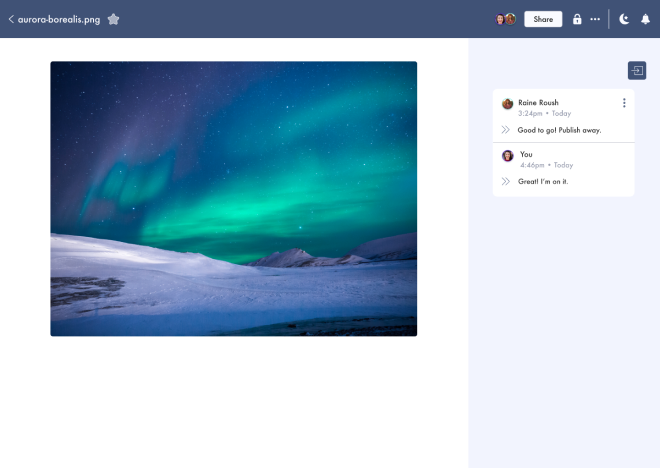 aurora-borealis.png
Share
Raine Roush
3:24pm • Today
Good to go! Publish away.
You
4:46pm • Today
Great! I'm on it.